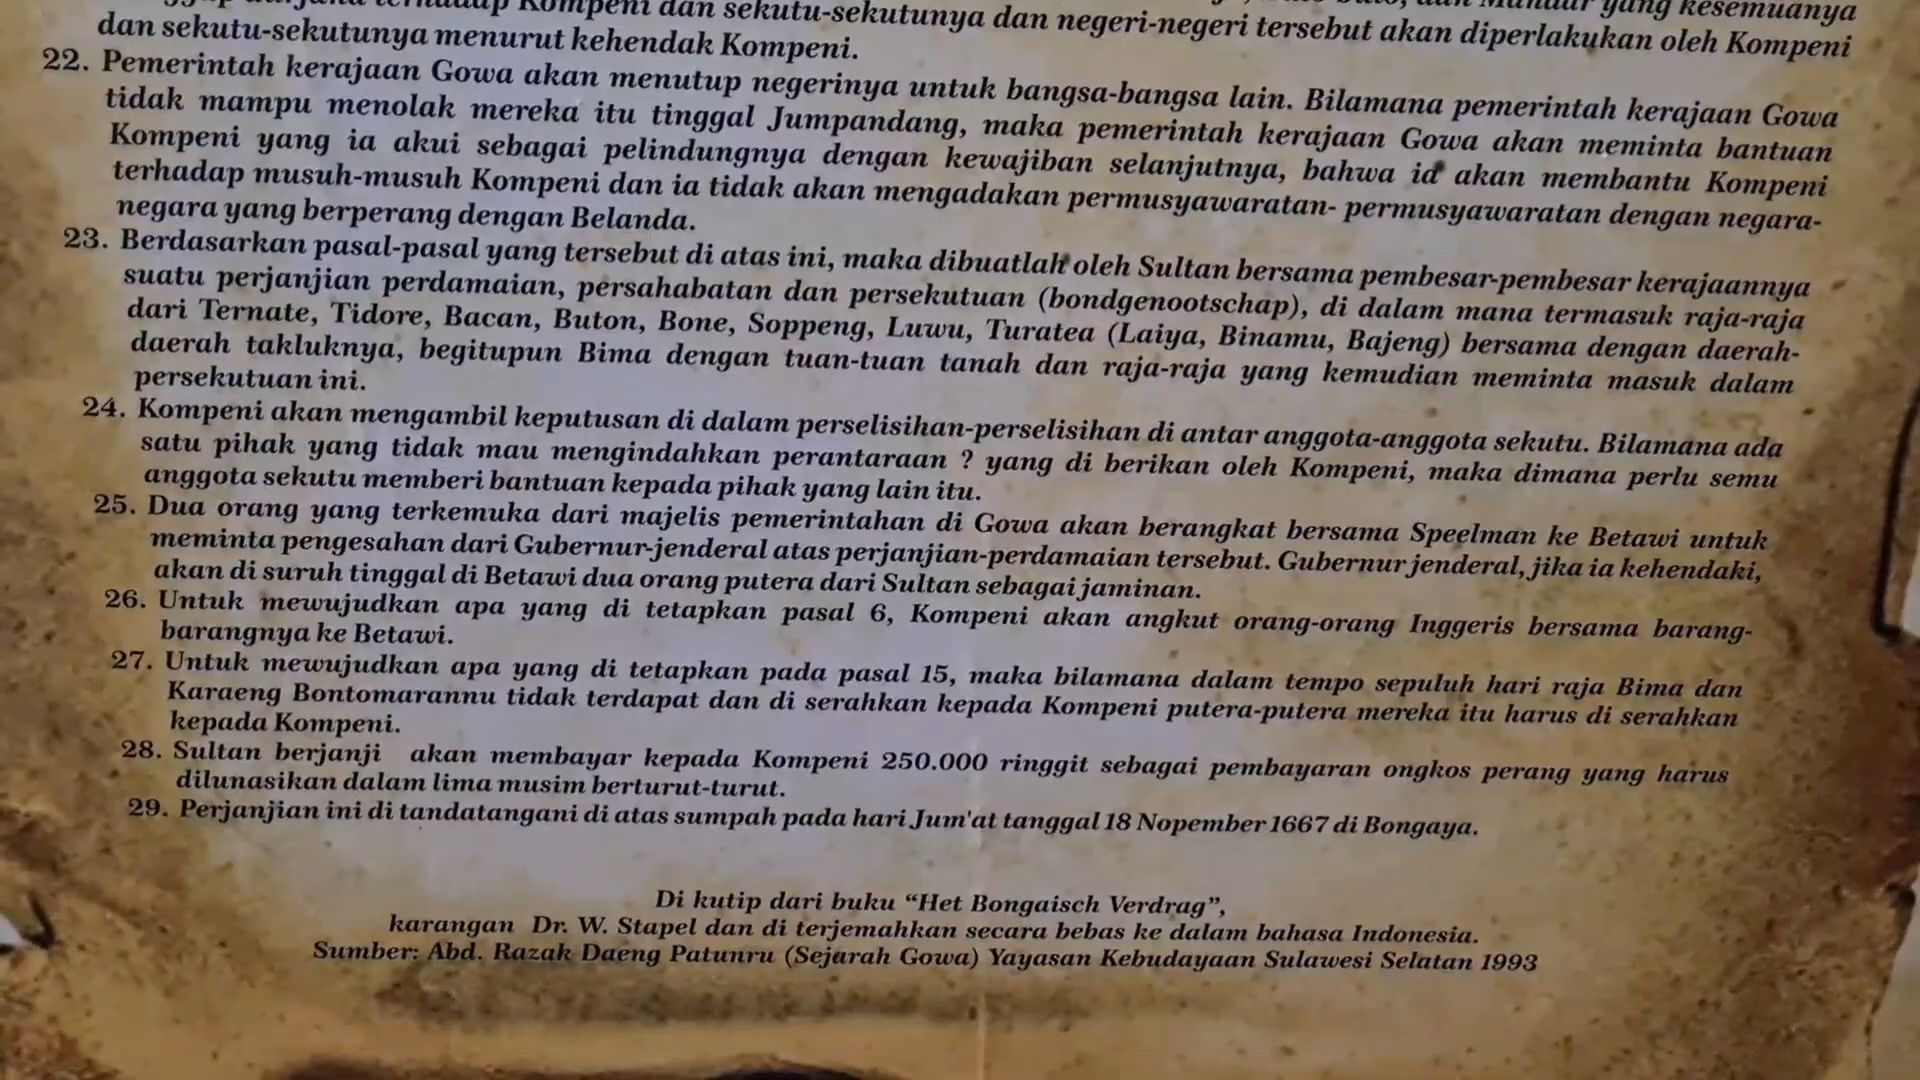 terhadap Kompeni dan sekutu-sekutunya dan negeri-negeri tersebut akan diperlakukan oleh Kompeni
dan sekutu-sekutunya menurut kehendak Kompeni.
22. Pemerintah kerajaan Gowa akan menutup negerinya untuk bangsa-bangsa lain. Bilamana pemerintah kerajaan Gowa
tidak mampu menolak mereka itu tinggal Jumpandang, maka pemerintah kerajaan Gowa akan meminta bantuan
Kompeni yang ia akui sebagai pelindungnya dengan kewajiban selanjutnya, bahwa ia akan membantu Kompeni
terhadap musuh-musuh Kompeni dan ia tidak akan mengadakan permusyawaratan- permusyawaratan dengan negara-
negara yang berperang dengan Belanda.
23. Berdasarkan pasal-pasal yang tersebut di atas ini, maka dibuatlah oleh Sultan bersama pembesar-pembesar kerajaannya
suatu perjanjian perdamaian, persahabatan dan persekutuan (bondgenootschap), di dalam mana termasuk raja-raja
dari Ternate, Tidore, Bacan, Buton, Bone, Soppeng, Luwu, Turatea (Laiya, Binamu, Bajeng) bersama dengan daerah-
daerah takluknya, begitupun Bima dengan tuan-tuan tanah dan raja-raja yang kemudian meminta masuk dalam
persekutuan ini.
24. Kompeni akan mengambil keputusan di dalam perselisihan-perselisihan di antar anggota-anggota sekutu. Bilamana ada
satu pihak yang tidak mau mengindahkan perantaraan ? yang di berikan oleh Kompeni, maka dimana perlu semu
anggota sekutu memberi bantuan kepada pihak yang lain itu.
25. Dua orang yang terkemuka dari majelis pemerintahan di Gowa akan berangkat bersama Speelman ke Betawi untuk
meminta pengesahan dari Gubernur-jenderal atas perjanjian-perdamaian tersebut. Gubernur jenderal, jika ia kehendaki,
akan di suruh tinggal di Betawi dua orang putera dari Sultan sebagai jaminan.
26. Untuk mewujudkan apa yang di tetapkan pasal 6, Kompeni akan angkut orang-orang Inggeris bersama barang-
barangnya ke Betawi.
27. Untuk mewujudkan apa yang di tetapkan pada pasal 15, maka bilamana dalam tempo sepuluh hari raja Bima dan
Karaeng Bontomarannu tidak terdapat dan di serahkan kepada Kompeni putera-putera mereka itu harus di serahkan
kepada Kompeni.
28. Sultan berjanji akan membayar kepada Kompeni 250.000 ringgit sebagai pembayaran ongkos perang yang harus
dilunasikan dalam lima musim berturut-turut.
29. Perjanjian ini di tandatangani di atas sumpah pada hari Jum'at tanggal 18 Nopember 1667 di Bongaya.
Di kutip dari buku “Het Bongaisch Verdrag”,
karangan Dr. W. Stapel dan di terjemahkan secara bebas ke dalam bahasa Indonesia.
Sumber: Abd. Razak Daeng Patunru (Sejarah Gowa) Yayasan Kebudayaan Sulawesi Selatan 1993